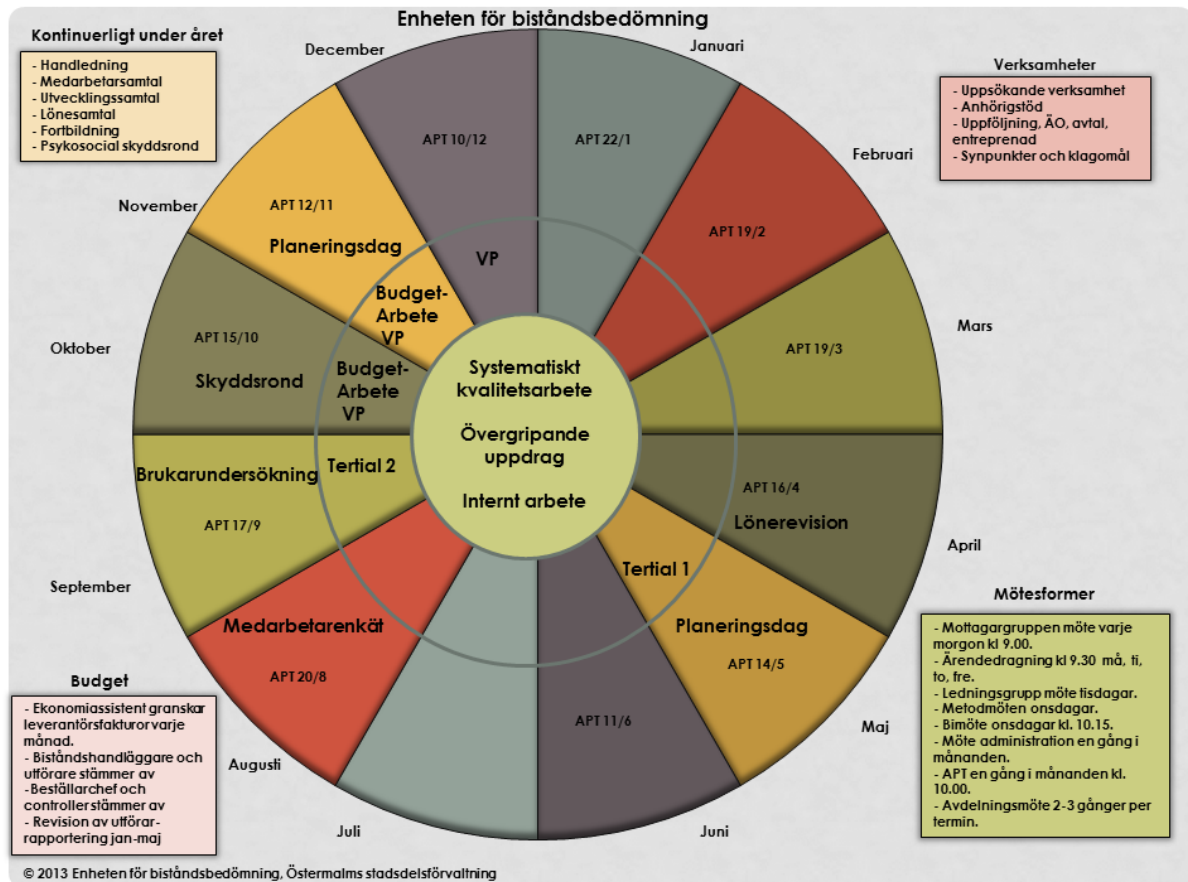 Enheten för biståndsbedömning
Kontinuerligt under året
- Handledning
- Medarbetarsamtal
- Utvecklingssamtal
- Lönesamtal
- Fortbildning
- Psykosocial skyddsrond
Verksamheter
- Uppsökande verksamhet
- Anhörigstöd
- Uppföljning, ÄO, avtal,
entreprenad
- Synpunkter och klagomål
Januari
APT 22/1
Februari
APT 19/2
Mars
APT 19/3
April
APT 16/4
Lönerevision
Maj
Tertial 1
Planeringsdag
APT 14/5
Juni
APT 11/6
Juli
Augusti
Medarbetarenkät
APT 20/8
September
Brukarundersökning
Tertial 2
APT 17/9
Oktober
APT 15/10
Skyddsrond
Budget-
Arbete
VP
November
APT 12/11
Planeringsdag
Budget-
Arbete
VP
December
APT 10/12
VP
Systematiskt
kvalitetsarbete
Övergripande
uppdrag
Internt arbete
Mötesformer
- Mottagargruppen möte varje
morgon kl 9.00.
- Ärendedragning kl 9.30 må, ti,
to, fre.
- Ledningsgrupp möte tisdagar.
- Metodmöten onsdagar.
- Bimöte onsdagar kl. 10.15.
- Möte administration en gång i
månanden.
- APT en gång i månanden kl.
10.00.
- Avdelningsmöte 2-3 gånger per
termin.
Budget
- Ekonomiassistent granskar
leverantörsfakturor varje
månad.
- Biståndshandläggare och
utförare stämmer av
- Beställarchef och
controller stämmer av
- Revision av utförar-
rapportering jan-maj
© 2013 Enheten för biståndsbedömning, Östermalms stadsdelsförvaltning